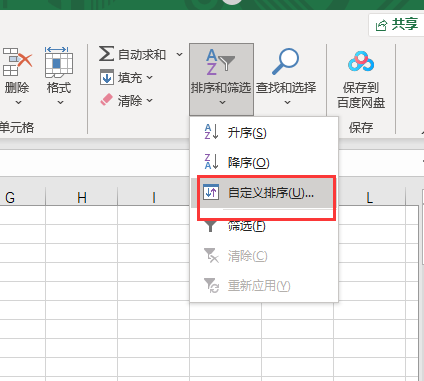 共享
自动求和
填充
清除
删除
格式
排序和筛选
查找和选择
保存到
百度网盘
单元格
保存
升序(S)
降序(O)
自定义排序(U)...
筛选(F)
清除(C)
重新应用(Y)
G H I L